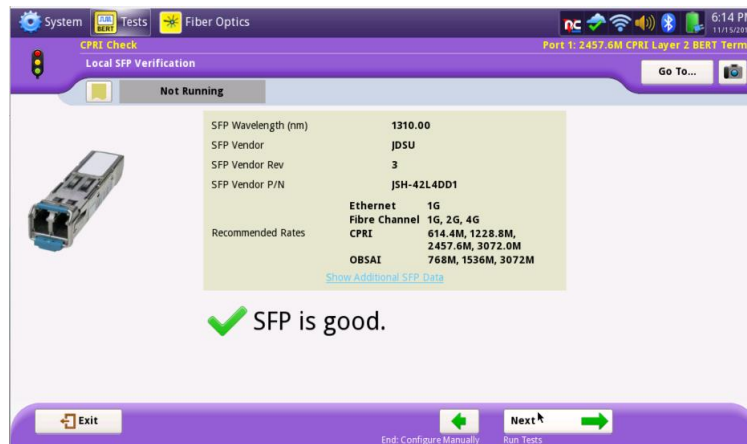 System Tests Fiber Optics
6:14 PM
CPRI Check
Port 1: 2457.6M CPRI Layer 2 BERT Term
Local SFP Verification
Go To...
Not Running
SFP Wavelength (nm) 1310.00
SFP Vendor JDSU
SFP Vendor Rev 3
SFP Vendor P/N JSH-42L4DD1
Ethernet 1G
Fibre Channel 1G, 2G, 4G
Recommended Rates CPRI 614.4M, 1228.8M,
2457.6M, 3072.0M
OBSAI 768M, 1536M, 3072M
Show Additional SFP Data
SFP is good.
Exit
Next
End: Configure Manually
Run Tests